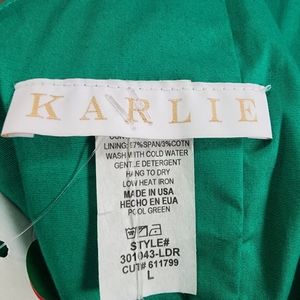 KARLIE
LINING: 97%SPAN/3%COTN
WASH WITH COLD WATER
GENTLE DETERGENT
HANG TO DRY
LOW HEAT IRON
MADE IN USA
HECHO EN EUA
POOL GREEN
STYLE#
301043-LDR
CUT# 611799
L